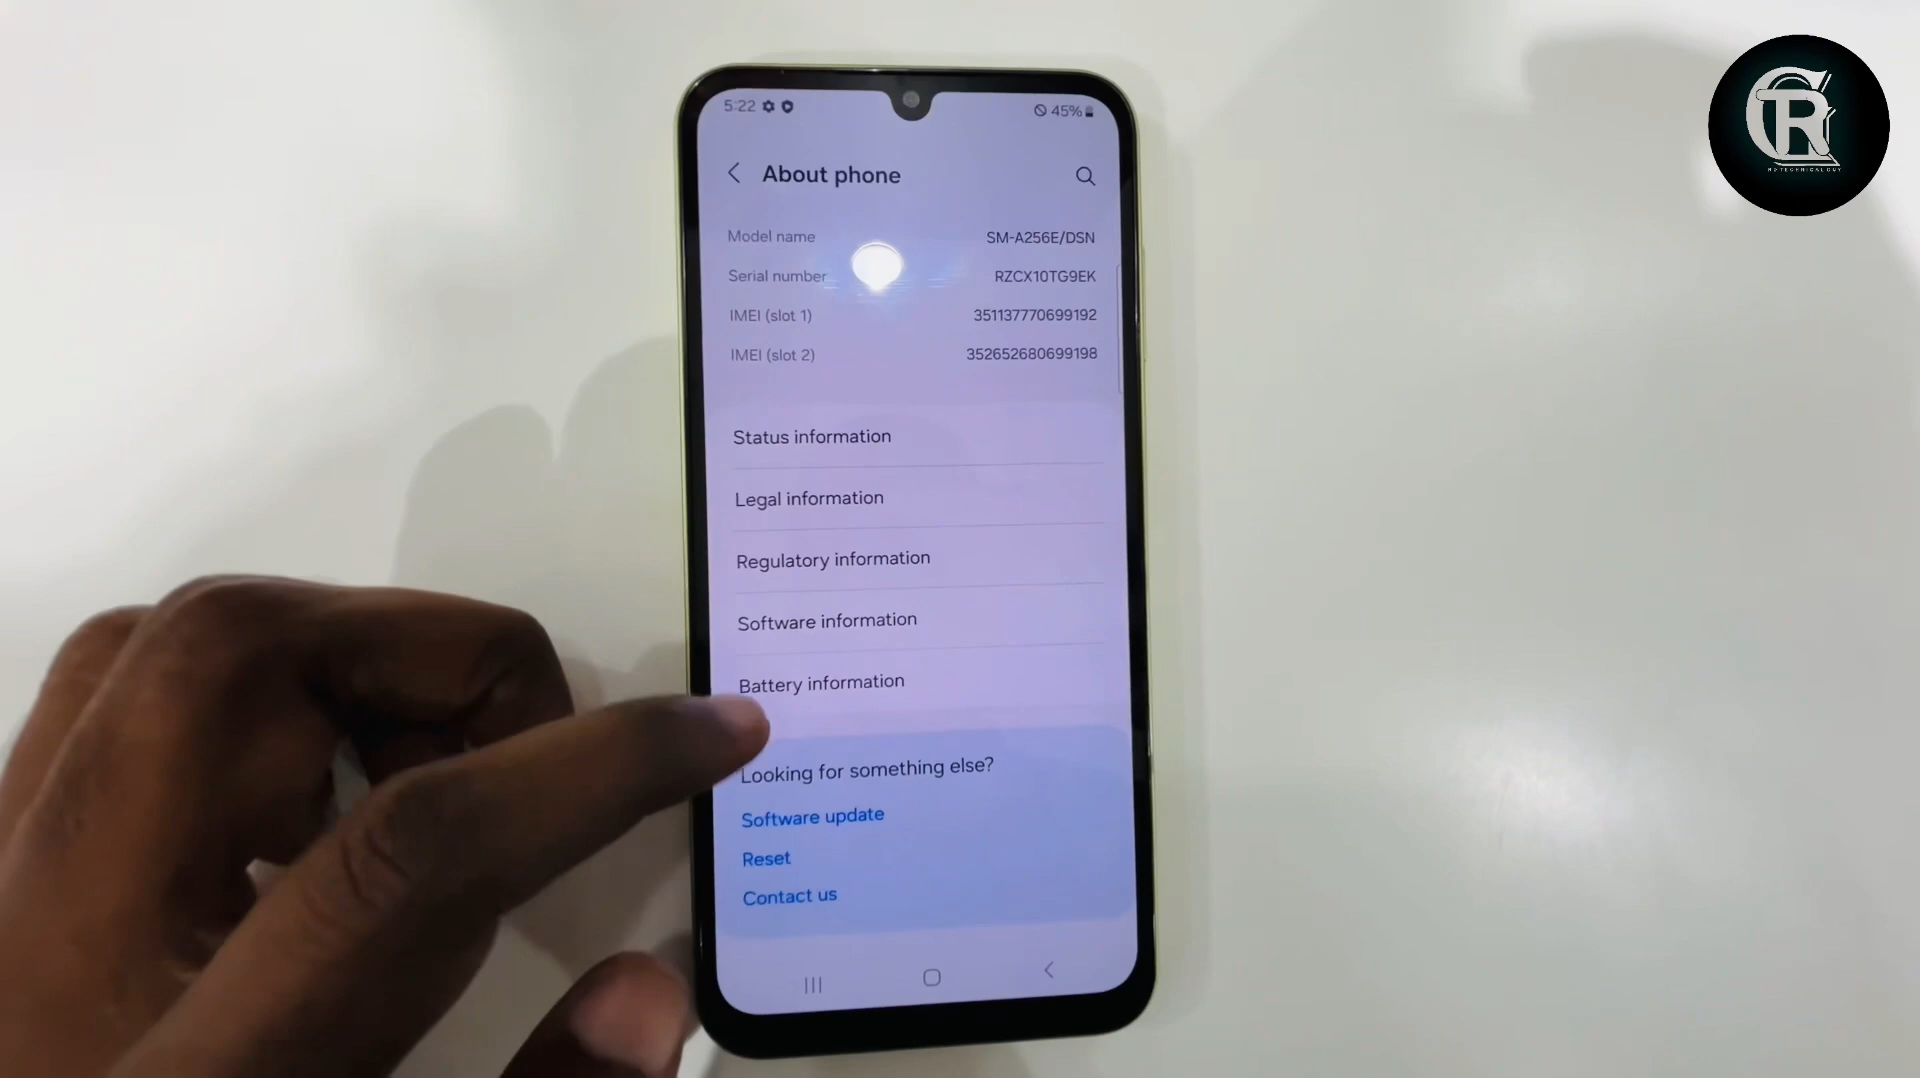 5:22 45%
About phone
Model name SM-A256E/DSN
Serial number RZCX10TG9EK
IMEI (slot 1) 351137770699192
IMEI (slot 2) 352652680699198
Status information
Legal information
Regulatory information
Software information
Battery information
Looking for something else?
Software update
Reset
Contact us